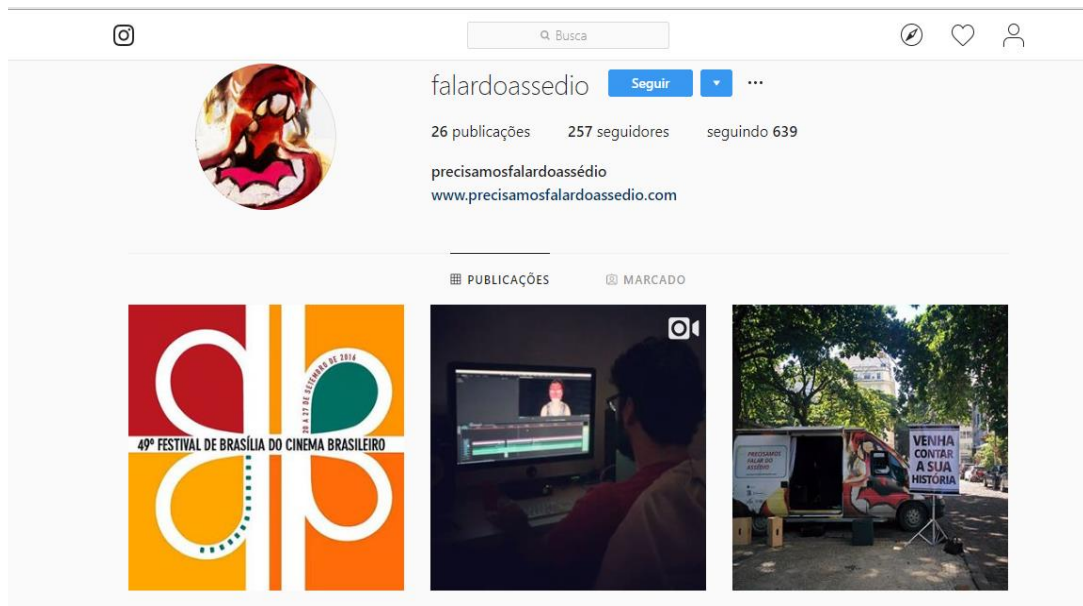 Busca
falardoassedio Seguir
26 publicações 257 seguidores seguindo 639
precisamosfalardoassédio
www.precisamosfalardoassedio.com
PUBLICAÇÕES MARCADO
20 A 27 DE SETEMBRO DE 2016
49º FESTIVAL DE BRASÍLIA DO CINEMA BRASILEIRO
PRECISAMOS
FALAR DO
ASSÉDIO
VENHA
CONTAR
A SUA
HISTÓRIA